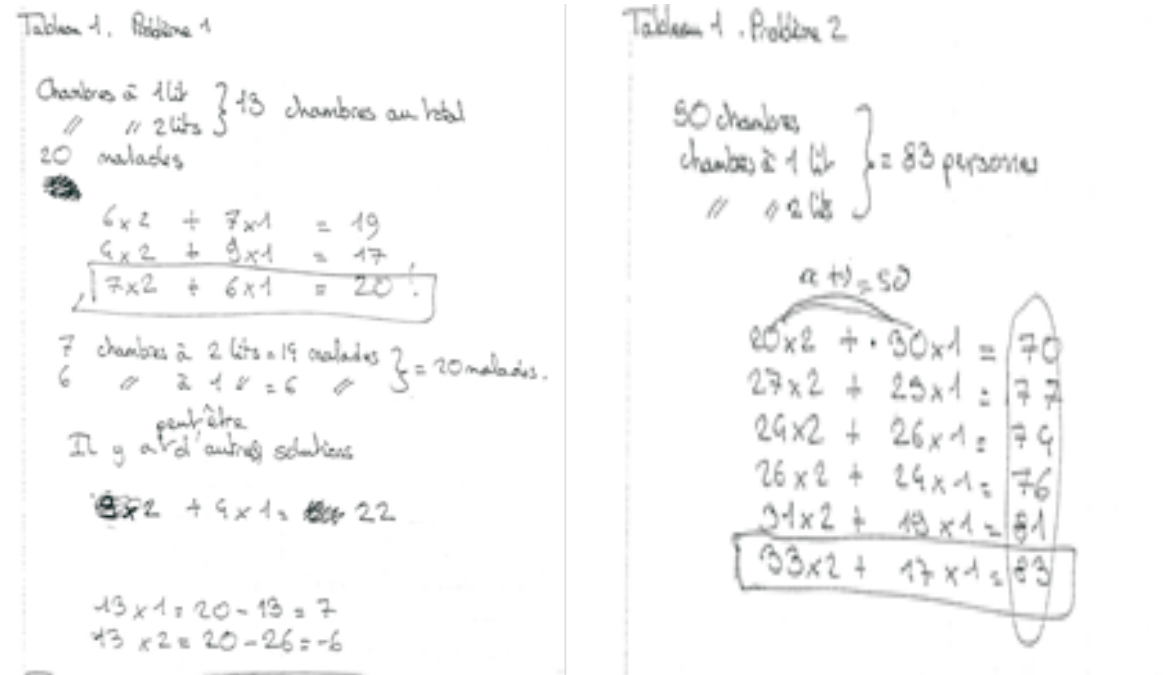 Tableau 1. Problème 1
Chambres à 1 lit } 13 chambres au total
〃 〃 2 lits
20 malades
6x2 + 7x1 = 19
4x2 + 9x1 = 17
7x2 + 6x1 = 20 !
7 chambres à 2 lits = 14 malades } = 20 malades.
6 〃 à 1 〃 = 6 〃
peut être
Il y a d'autres solutions
x2 + 4x1 = 22
13x1 = 20-13 = 7
13x2 = 20-26 = -6
Tableau 1. Problème 2
50 chambres
chambres à 1 lit } = 83 personnes
〃 〃 2 lits
= 50
20x2 + 30x1 = 70
27x2 + 23x1 = 77
24x2 + 26x1 = 74
26x2 + 24x1 = 76
31x2 + 19x1 = 81
33x2 + 17x1 = 83